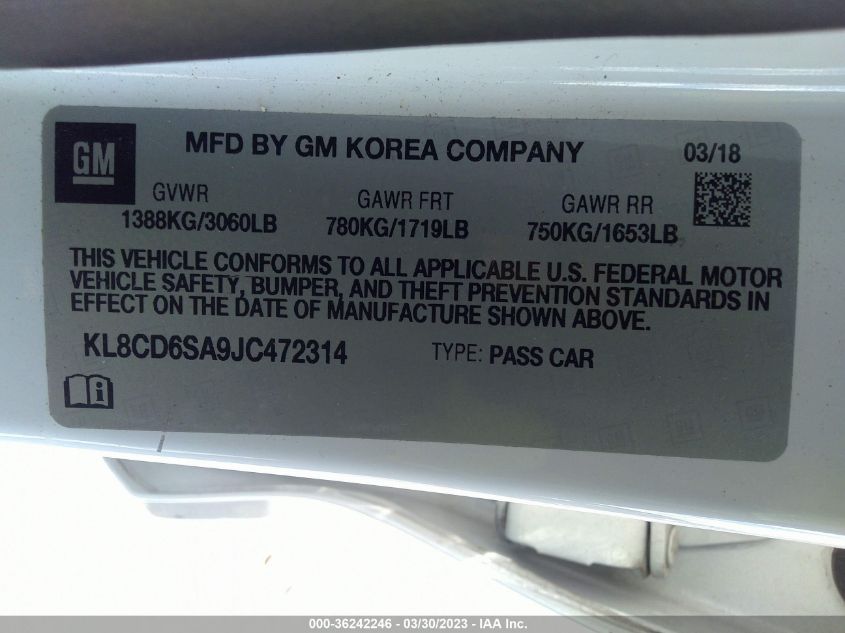 GM
MFD BY GM KOREA COMPANY 03/18
GVWR GAWR FRT GAWR RR
1388KG/3060LB 780KG/1719LB 750KG/1653LB
THIS VEHICLE CONFORMS TO ALL APPLICABLE U.S. FEDERAL MOTOR
VEHICLE SAFETY, BUMPER, AND THEFT PREVENTION STANDARDS IN
EFFECT ON THE DATE OF MANUFACTURE SHOWN ABOVE.
KL8CD6SA9JC472314 TYPE: PASS CAR
i
000-36242246 - 03/30/2023 - IAA Inc.